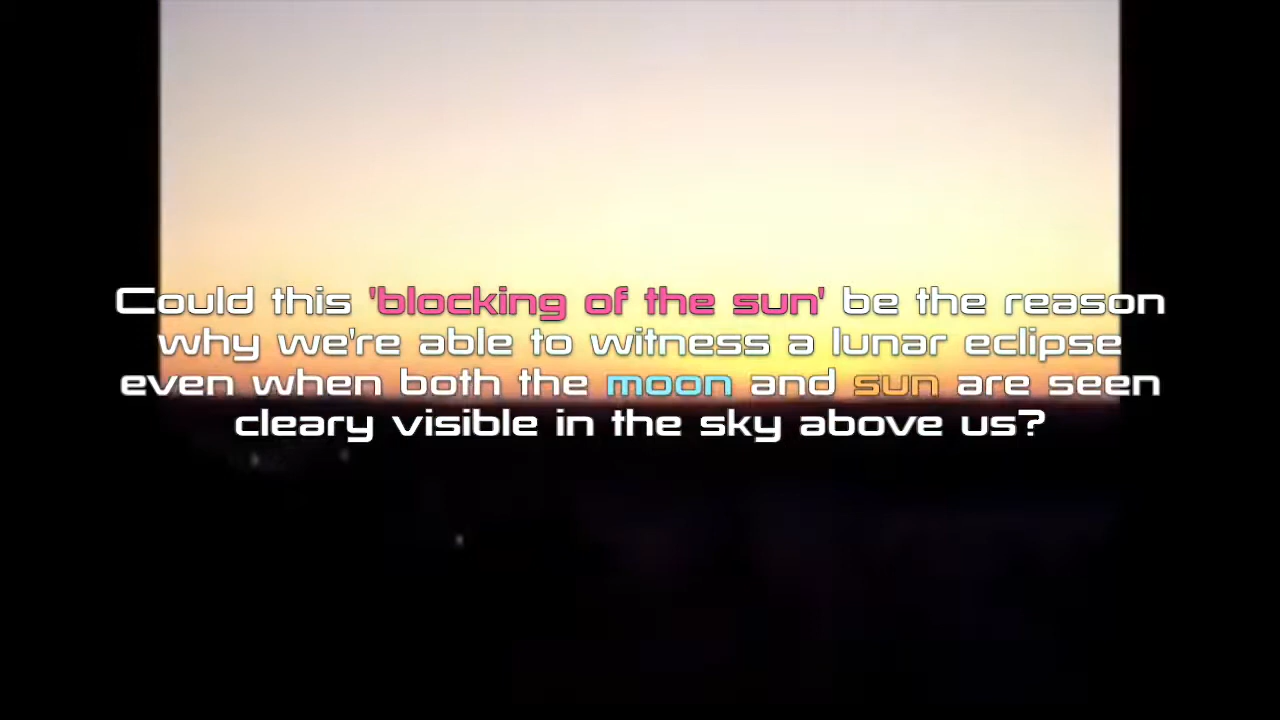 Could this 'blocking of the sun' be the reason
why we're able to witness a lunar eclipse
even when both the moon and sun are seen
cleary visible in the sky above us?